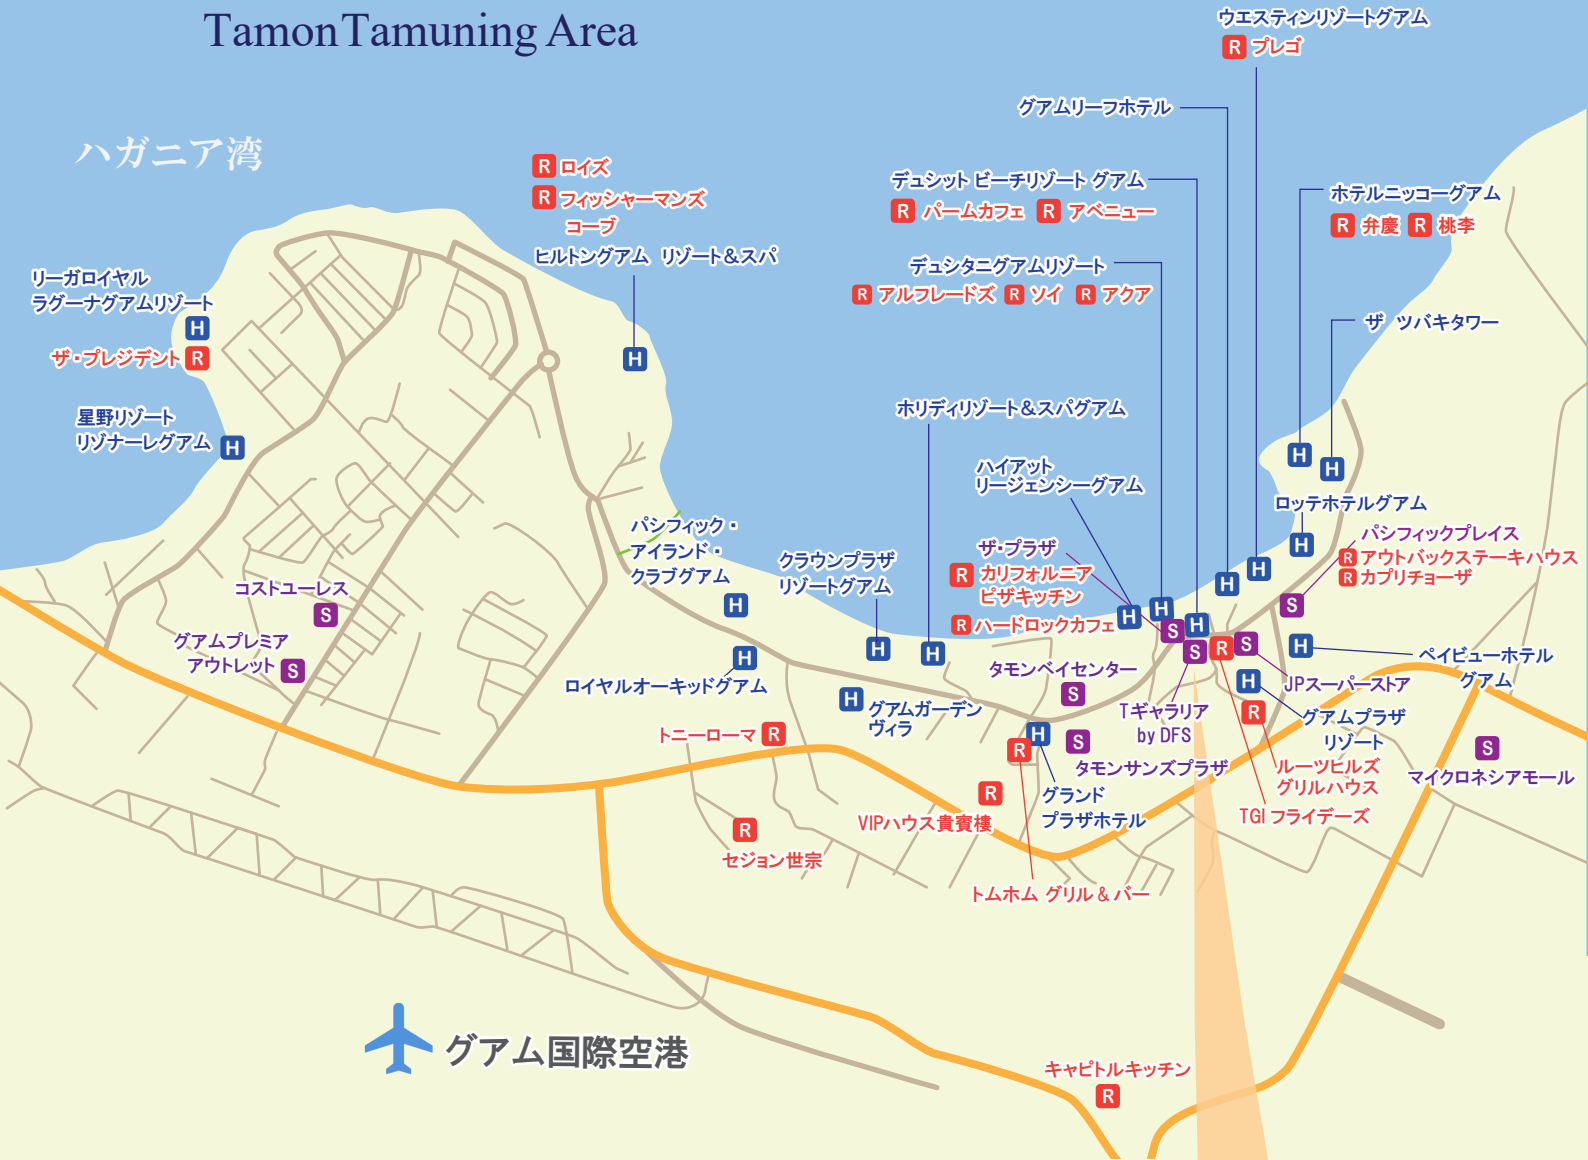 TamonTamuning Area
ハガニア湾
ウエスティンリゾートグアム
R プレゴ
グアムリーフホテル
R ロイズ
R フィッシャーマンズ
コーブ
ヒルトングアム リゾート&スパ
H
デュシット ビーチリゾート グアム
R パームカフェ R アベニュー
ホテルニッコーグアム
R 弁慶 R 桃李
デュシタニグアムリゾート
R アルフレードズ R ソイ R アクア
リーガロイヤル
ラグーナグアムリゾート
H
ザ・プレジデント R
ザ ツバキタワー
星野リゾート
リゾナーレグアム H
ホリディリゾート&スパグアム
ハイアット
リージェンシーグアム
H
H
ロッテホテルグアム
H
パシフィック・
アイランド・
クラブグアム
H
クラウンプラザ
リゾートグアム
H
H
ザ・プラザ
R カリフォルニア
ピザキッチン
R ハードロックカフェ
パシフィックプレイス
R アウトバックステーキハウス
R カプリチョーザ
S
H
H
H
H
H
S
S
R
S
コストユーレス
S
グアムプレミア
アウトレット S
H
ロイヤルオーキッドグアム
H グアムガーデン
ヴィラ
タモンベイセンター
S
H
ベイビューホテル
グアム
JPスーパーストア
Tギャラリア
by DFS
H
グアムプラザ
リゾート
R
ルーツヒルズ
グリルハウス
TGI フライデーズ
トニーローマ R
H
R
S
タモンサンズプラザ
グランド
プラザホテル
S
マイクロネシアモール
R
VIPハウス貴賓樓
R
セジョン世宗
トムホム グリル&バー
グアム国際空港
キャピトルキッチン
R